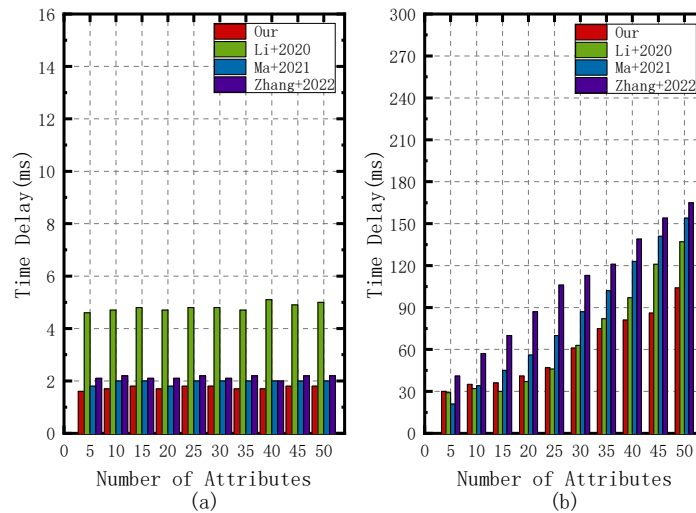 16
14
12
10
8
6
4
2
0
Time Delay(ms)
Our
Li+2020
Ma+2021
Zhang+2022
0 5 10 15 20 25 30 35 40 45 50
Number of Attributes
(a)
300
270
240
210
180
150
120
90
60
30
0
Time Delay(ms)
Our
Li+2020
Ma+2021
Zhang+2022
0 5 10 15 20 25 30 35 40 45 50
Number of Attributes
(b)